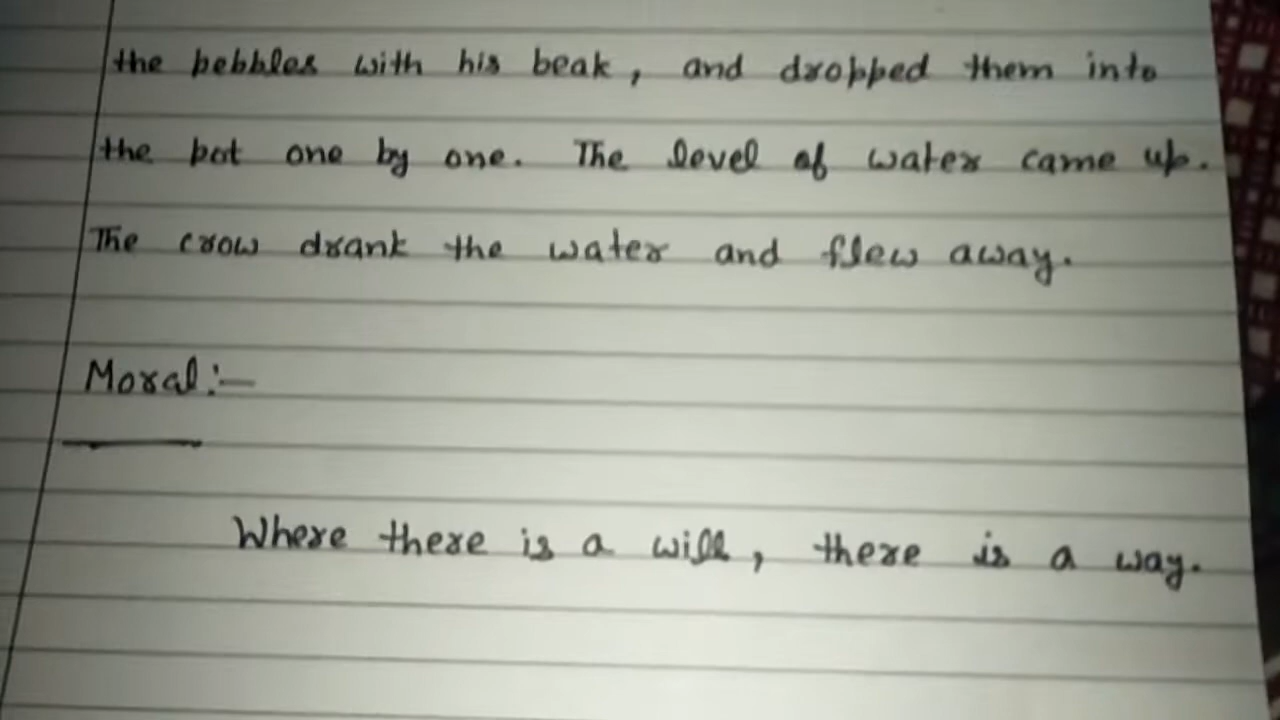 the pebbles with his beak, and dropped them into
the pot one by one. The level of water came up.
The crow drank the water and flew away.
Moral:—
Where there is a will, there is a way.